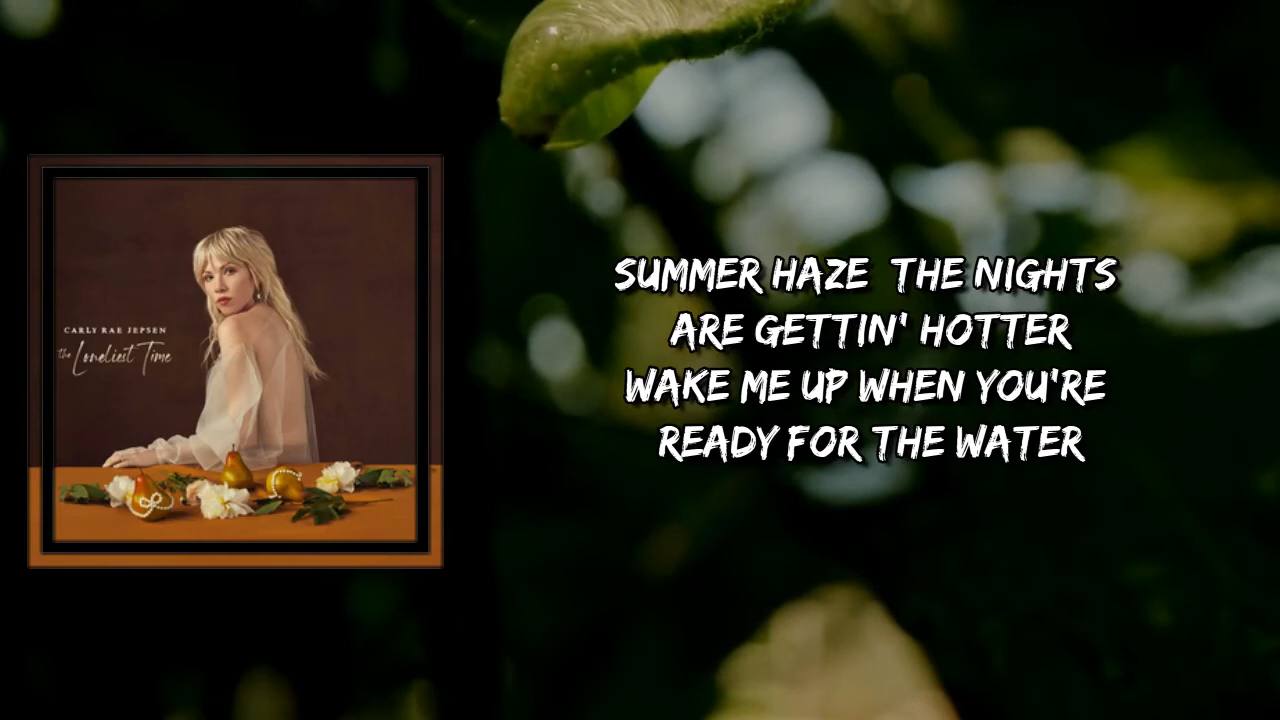 CARLY RAE JEPSEN
the Loneliest Time
SUMMER HAZE THE NIGHTS
ARE GETTIN' HOTTER
WAKE ME UP WHEN YOU'RE
READY FOR THE WATER